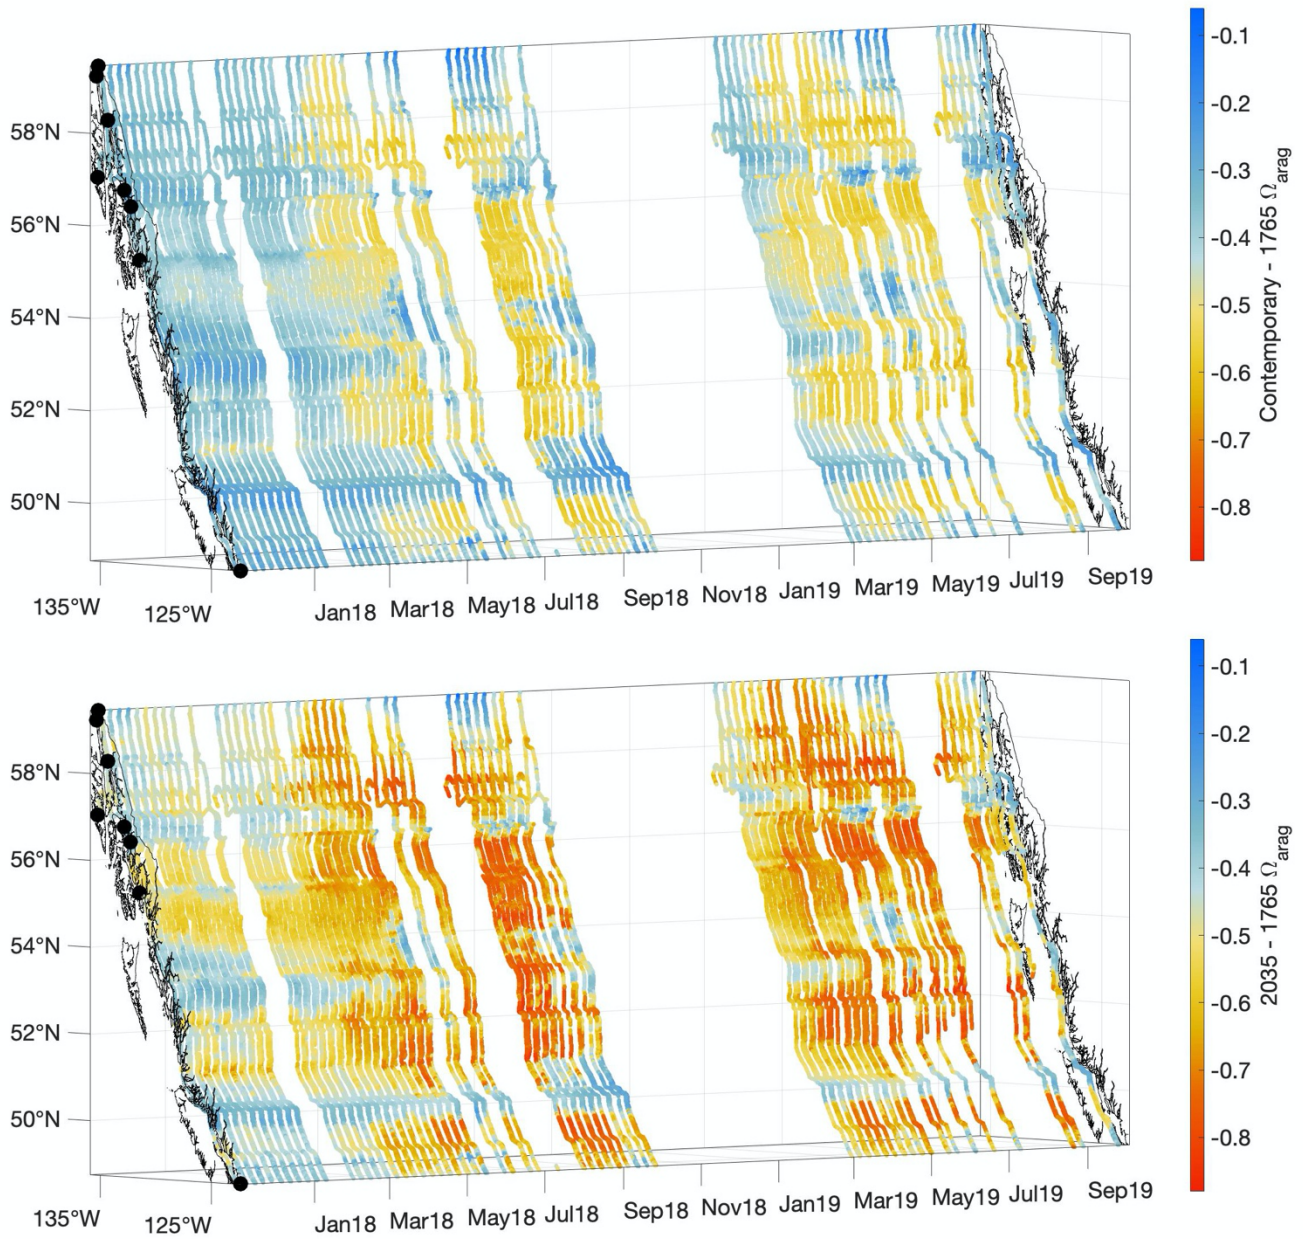 58°N
56°N
54°N
52°N
50°N
135°W 125°W Jan18 Mar18 May18 Jul18 Sep18 Nov18 Jan19 Mar19 May19 Jul19 Sep19
-0.1
-0.2
-0.3
-0.4
-0.5
-0.6
-0.7
-0.8
Contemporary - 1765 Ωarag
58°N
56°N
54°N
52°N
50°N
135°W 125°W Jan18 Mar18 May18 Jul18 Sep18 Nov18 Jan19 Mar19 May19 Jul19 Sep19
-0.1
-0.2
-0.3
-0.4
-0.5
-0.6
-0.7
-0.8
2035 - 1765 Ωarag